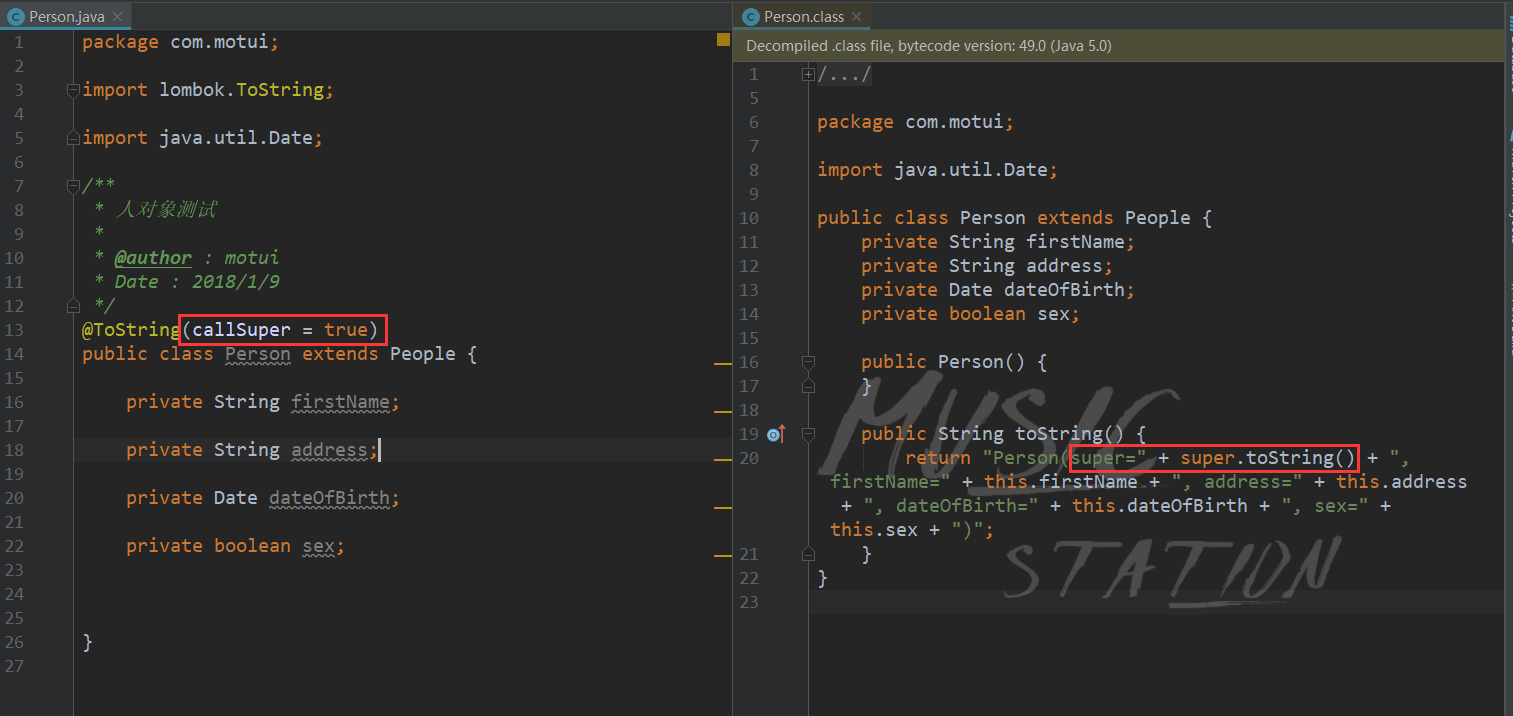 Person.java
1 package com.motui;
2
3 import lombok.ToString;
4
5 import java.util.Date;
6
7 /**
8 * 人对象测试
9 *
10 * @author : motui
11 * Date : 2018/1/9
12 */
13 @ToString(callSuper = true)
14 public class Person extends People {
15
16 private String firstName;
17
18 private String address;
19
20 private Date dateOfBirth;
21
22 private boolean sex;
23
24
25
26 }
27
Person.class
Decompiled .class file, bytecode version: 49.0 (Java 5.0)
1 /.../
5
6 package com.motui;
7
8 import java.util.Date;
9
10 public class Person extends People {
11 private String firstName;
12 private String address;
13 private Date dateOfBirth;
14 private boolean sex;
15
16 public Person() {
17 }
18
19 public String toString() {
20 return "Person(super=" + super.toString() + ",
firstName=" + this.firstName + ", address=" + this.address
+ ", dateOfBirth=" + this.dateOfBirth + ", sex=" +
this.sex + ")";
21 }
22 }
23
MUSIC
STATION